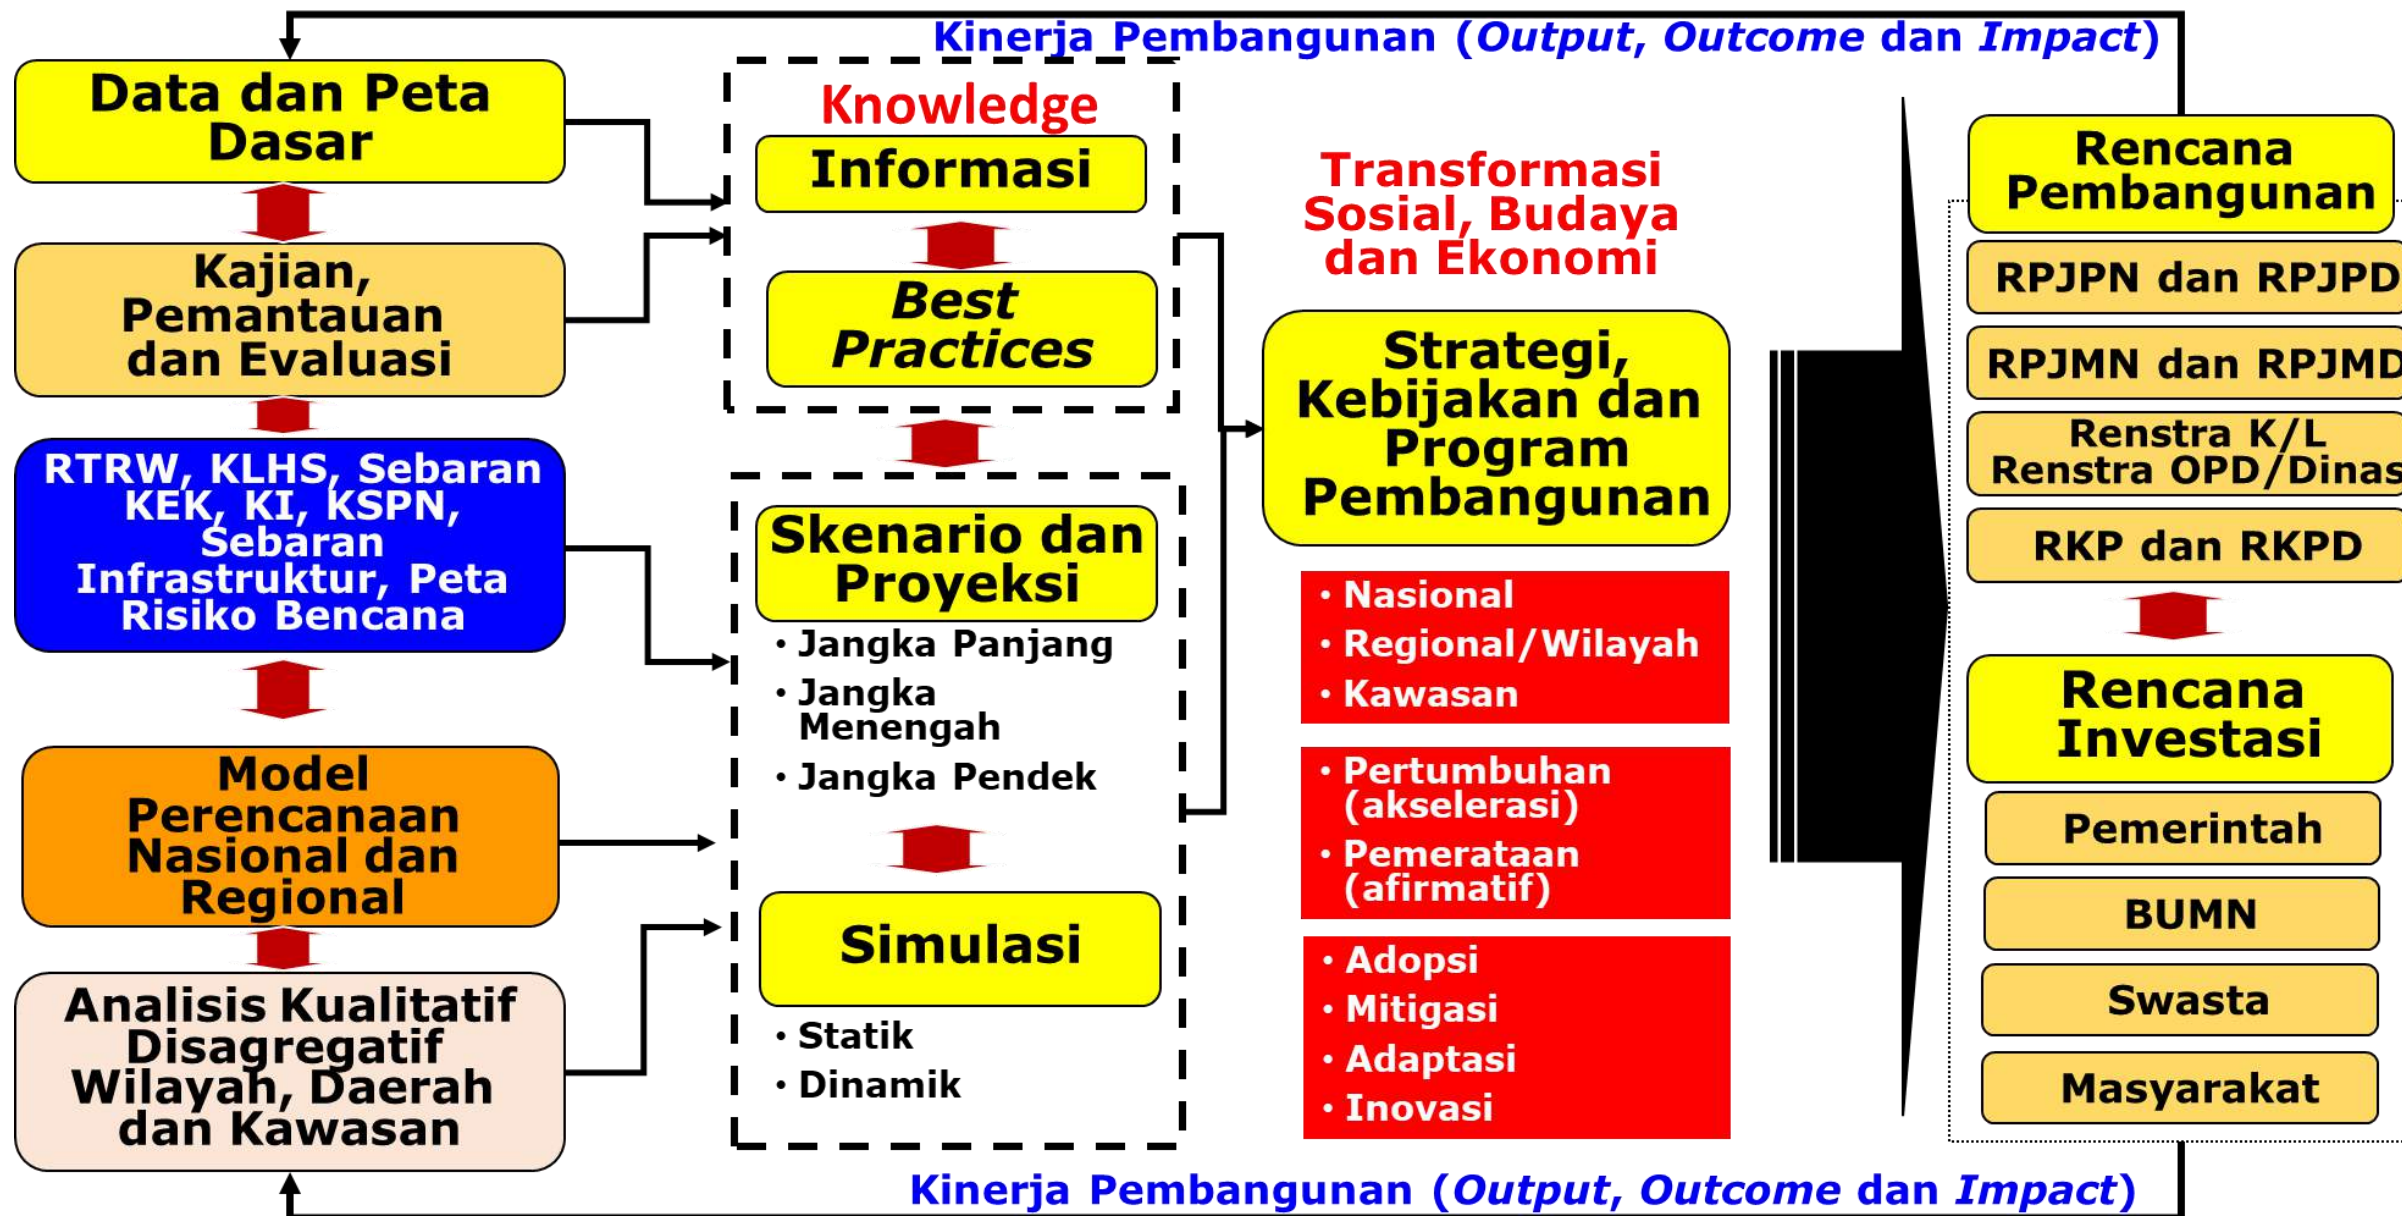 Kinerja Pembangunan (Output, Outcome dan Impact)
Data dan Peta
Dasar
Kajian,
Pemantauan
dan Evaluasi
RTRW, KLHS, Sebaran
KEK, KI, KSPN,
Sebaran
Infrastruktur, Peta
Risiko Bencana
Model
Perencanaan
Nasional dan
Regional
Analisis Kualitatif
Disagregatif
Wilayah, Daerah
dan Kawasan
Knowledge
Informasi
Best
Practices
Skenario dan
Proyeksi
• Jangka Panjang
• Jangka
Menengah
• Jangka Pendek
Simulasi
• Statik
• Dinamik
Transformasi
Sosial, Budaya
dan Ekonomi
Strategi,
Kebijakan dan
Program
Pembangunan
• Nasional
• Regional/Wilayah
• Kawasan
• Pertumbuhan
(akselerasi)
• Pemerataan
(afirmatif)
• Adopsi
• Mitigasi
• Adaptasi
• Inovasi
Rencana
Pembangunan
RPJPN dan RPJPD
RPJMN dan RPJMD
Renstra K/L
Renstra OPD/Dinas
RKP dan RKPD
Rencana
Investasi
Pemerintah
BUMN
Swasta
Masyarakat
Kinerja Pembangunan (Output, Outcome dan Impact)